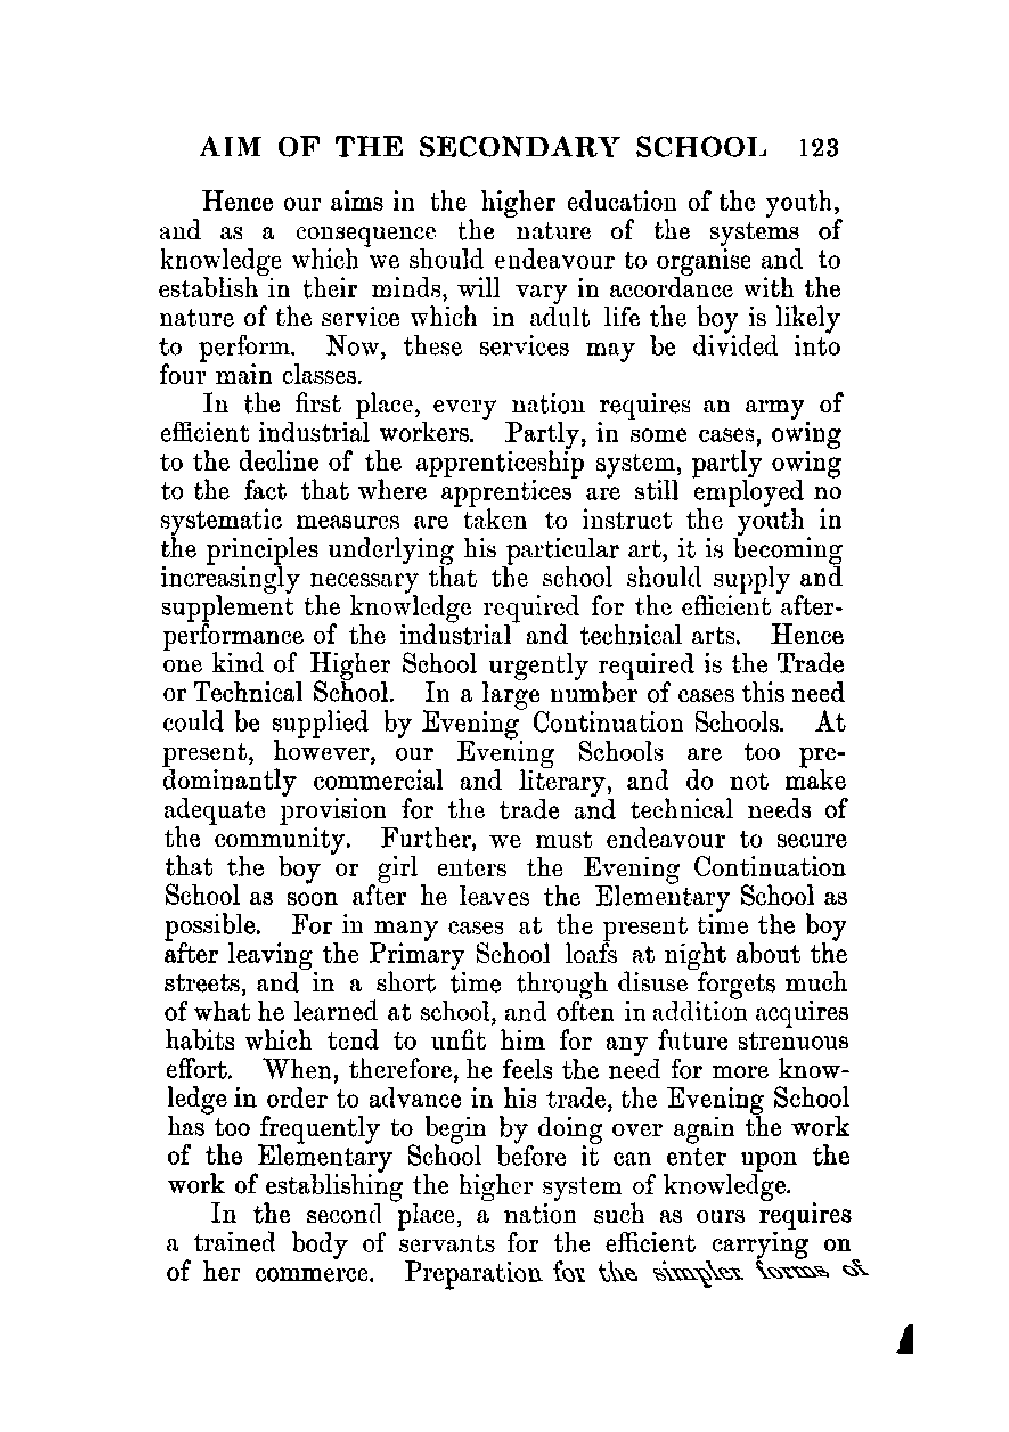 AIM OF THE SECONDARY SCHOOL 123
Hence our aims in the higher education of the youth,
and as a consequence the nature of the systems of
knowledge which we should endeavour to organise and to
establish in their minds, will vary in accordance with the
nature of the service which in adult life the boy is likely
to perform. Now, these services may be divided into
four main classes.
In the first place, every nation requires an army of
efficient industrial workers. Partly, in some cases, owing
to the decline of the apprenticeship system, partly owing
to the fact that where apprentices are still employed no
systematic measures are taken to instruct the youth in
the principles underlying his particular art, it is becoming
increasingly necessary that the school should supply and
supplement the knowledge required for the efficient after-
performance of the industrial and technical arts. Hence
one kind of Higher School urgently required is the Trade
or Technical School. In a large number of cases this need
could be supplied by Evening Continuation Schools. At
present, however, our Evening Schools are too pre-
dominantly commercial and literary, and do not make
adequate provision for the trade and technical needs of
the community. Further, we must endeavour to secure
that the boy or girl enters the Evening Continuation
School as soon after he leaves the Elementary School as
possible. For in many cases at the present time the boy
after leaving the Primary School loafs at night about the
streets, and in a short time through disuse forgets much
of what he learned at school, and often in addition acquires
habits which tend to unfit him for any future strenuous
effort. When, therefore, he feels the need for more know-
ledge in order to advance in his trade, the Evening School
has too frequently to begin by doing over again the work
of the Elementary School before it can enter upon the
work of establishing the higher system of knowledge.
In the second place, a nation such as ours requires
a trained body of servants for the efficient carrying on
of her commerce. Preparation for the simpler forms of